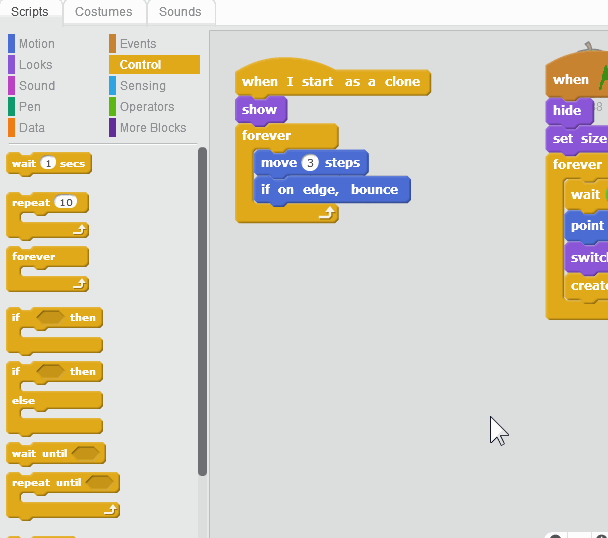 Scripts Costumes Sounds
Motion Events
Looks Control
Sound Sensing
Pen Operators
Data More Blocks
wait 1 secs
repeat 10
forever
if then
if then
else
wait until
repeat until
when I start as a clone
show
forever
move 3 steps
if on edge, bounce
when
hide
set size
forever
wait
point
switch
create